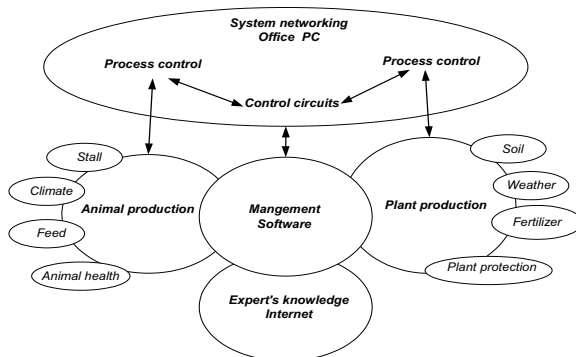 System networking
Office PC
Process control
Process control
Control circuits
Stall
Climate
Feed
Animal health
Animal production
Mangement
Software
Plant production
Soil
Weather
Fertilizer
Plant protection
Expert's knowledge
Internet